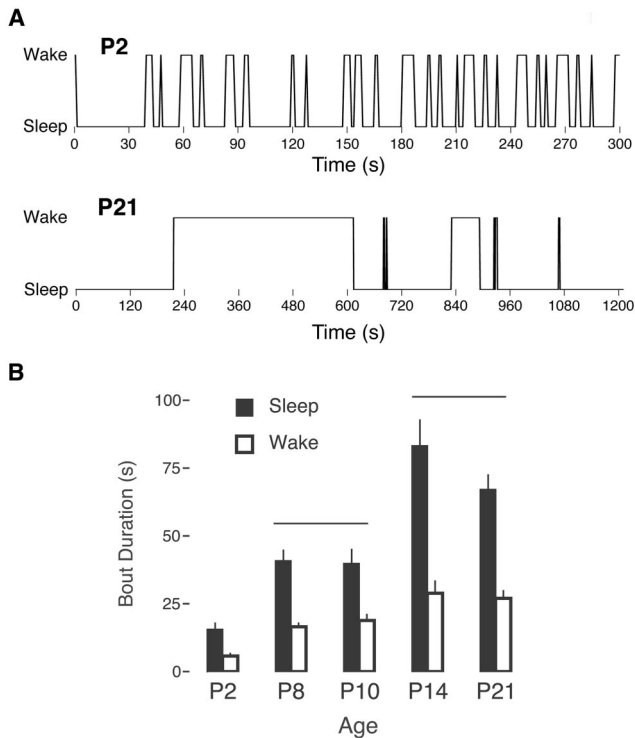 A
P2
Wake
Sleep
0 30 60 90 120 150 180 210 240 270 300
Time (s)
P21
Wake
Sleep
0 120 240 360 480 600 720 840 960 1080 1200
Time (s)
B
100
75
50
25
0
Bout Duration (s)
Sleep
Wake
P2 P8 P10 P14 P21
Age